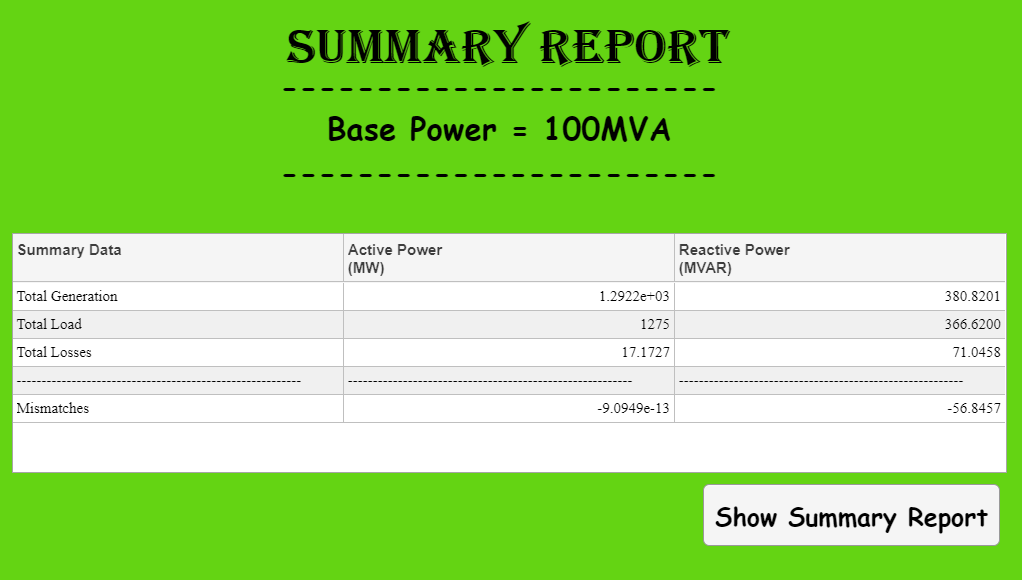 SUMMARY REPORT
-----------------------
Base Power = 100MVA
-----------------------
Summary Data Active Power (MW) Reactive Power (MVAR)
Total Generation 1.2922e+03 380.8201
Total Load 1275 366.6200
Total Losses 17.1727 71.0458
--------------------------------------------------------- --------------------------------------------------------- ---------------------------------------------------------
Mismatches -9.0949e-13 -56.8457
Show Summary Report